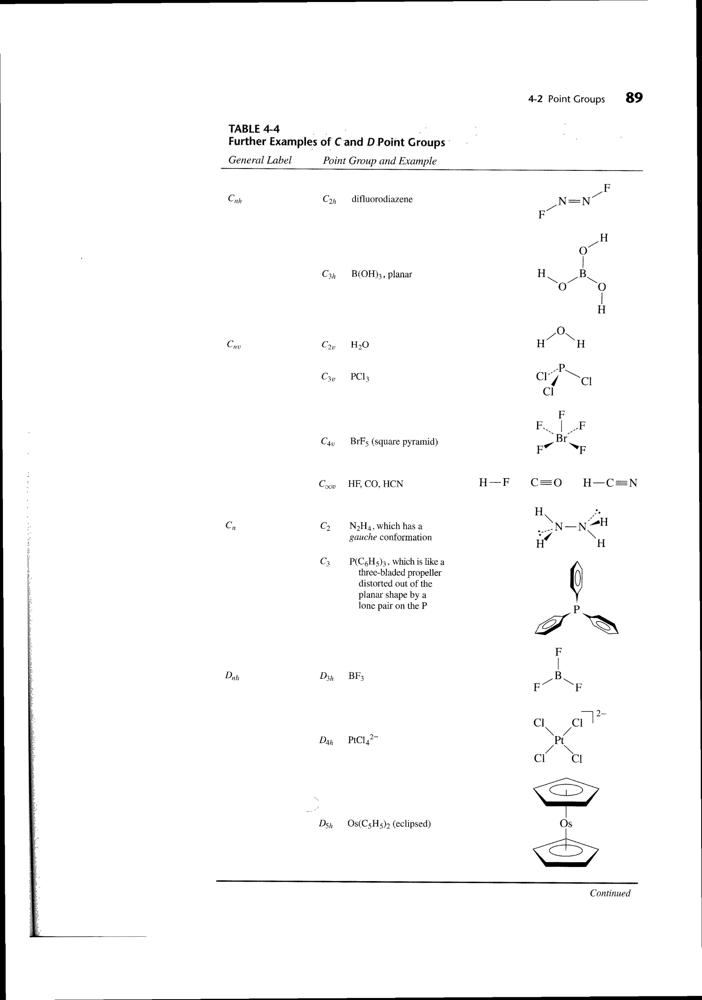 4-2 Point Groups 89
TABLE 4-4
Further Examples of C and D Point Groups
General Label Point Group and Example
F
Cnh C2h difluorodiazene N=N
F
H
O
C3h B(OH)3, planar H B
O O
H
O
Cnv C2v H2O H H
P
C3v PCl3 Cl Cl
Cl
F
F F
C4v BrF5 (square pyramid) Br
F F
C∞v HF, CO, HCN H—F C≡O H—C≡N
H
Cn C2 N2H4, which has a N—N H
gauche conformation H H
C3 P(C6H5)3, which is like a
three-bladed propeller
distorted out of the
planar shape by a
lone pair on the P P
F
Dnh D3h BF3 B
F F
Cl Cl 2−
D4h PtCl4 2− Pt
Cl Cl
D5h Os(C5H5)2 (eclipsed) Os
Continued